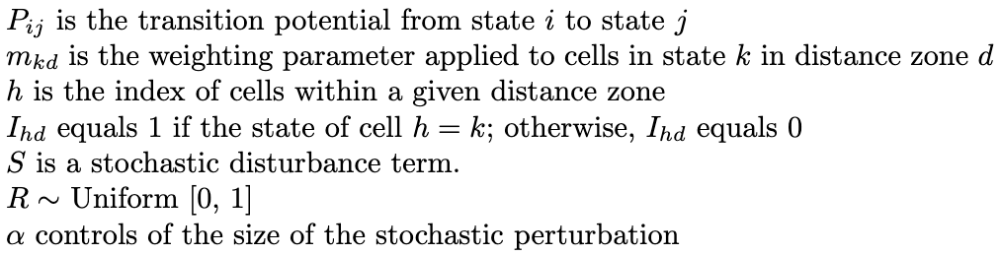 P_{ij} is the transition potential from state i to state j
m_{kd} is the weighting parameter applied to cells in state k in distance zone d
h is the index of cells within a given distance zone
I_{hd} equals 1 if the state of cell h = k; otherwise, I_{hd} equals 0
S is a stochastic disturbance term.
R ∼ Uniform [0, 1]
α controls of the size of the stochastic perturbation